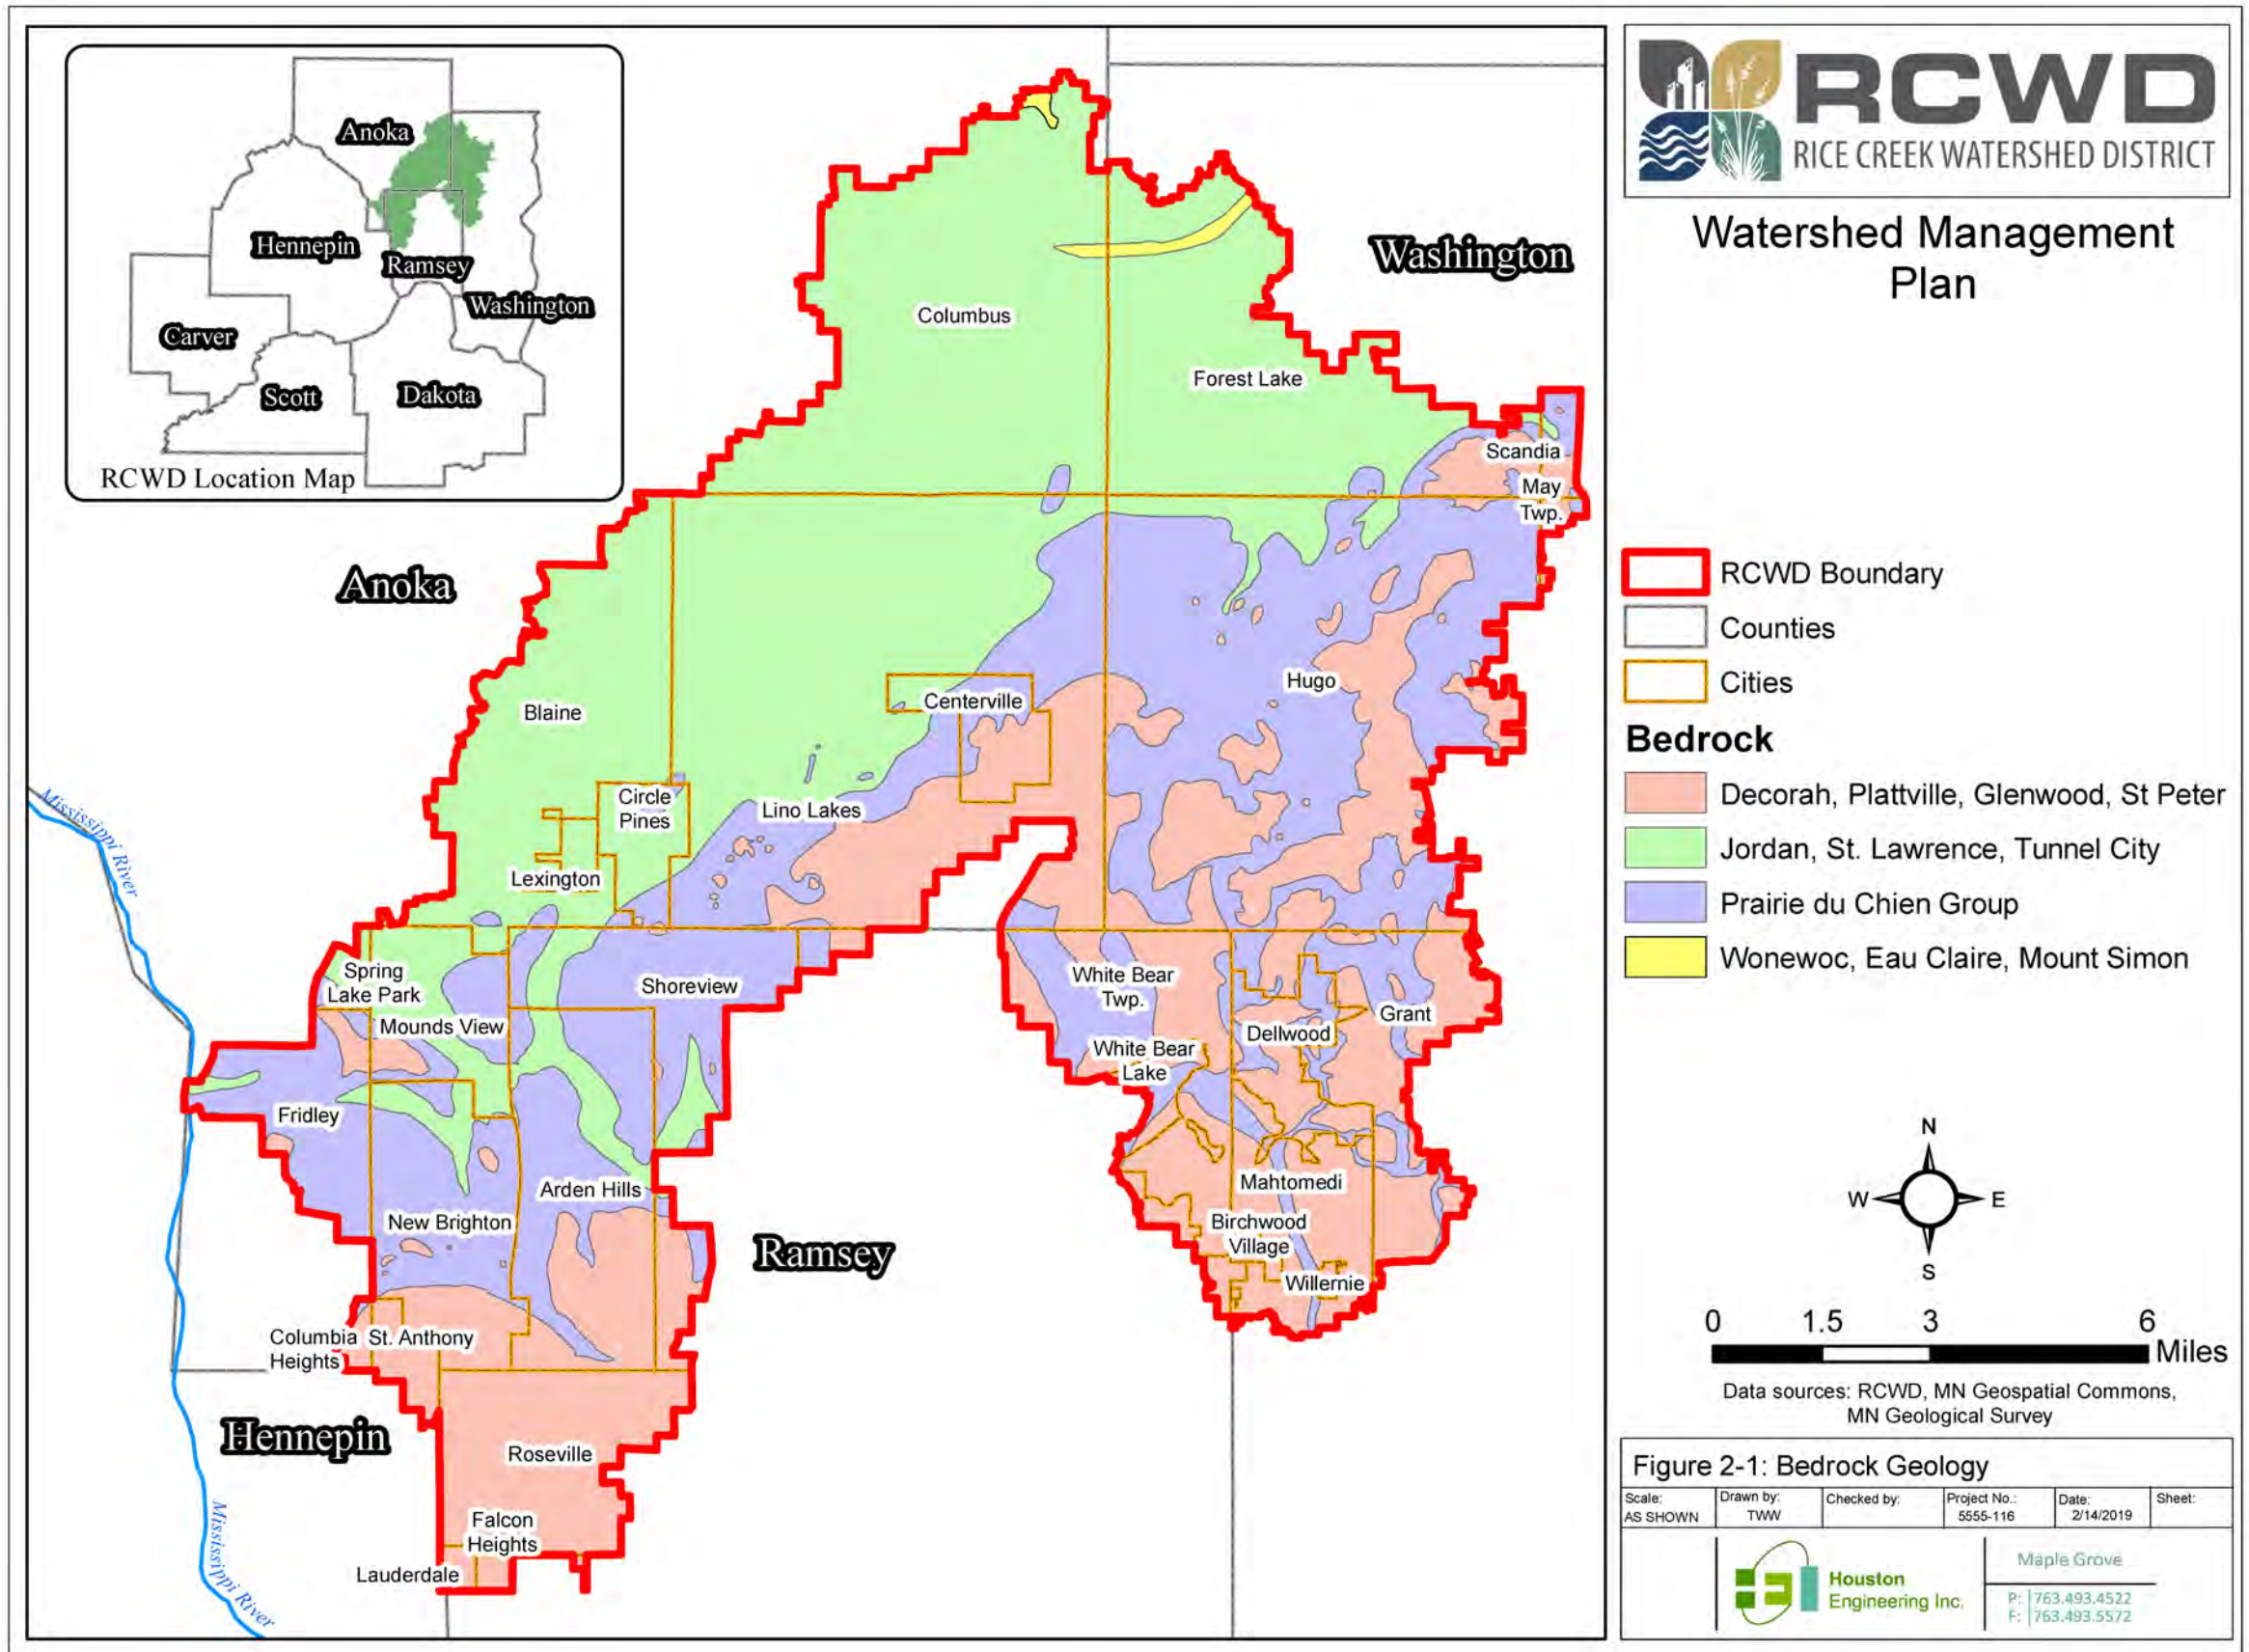 Anoka
Hennepin
Ramsey
Washington
Carver
Scott
Dakota
RCWD Location Map
Washington
Columbus
Forest Lake
Scandia
May
Twp.
Anoka
Hugo
Centerville
Blaine
Circle
Pines
Lino Lakes
Lexington
Mississippi River
Spring
Lake Park
Shoreview
White Bear
Twp.
Mounds View
Grant
Dellwood
White Bear
Lake
Fridley
Arden Hills
Mahtomedi
New Brighton
Birchwood
Village
Ramsey
Willernie
Columbia
Heights
St. Anthony
Hennepin
Roseville
Falcon
Heights
Lauderdale
Mississippi River
RCWD
RICE CREEK WATERSHED DISTRICT
Watershed Management
Plan
RCWD Boundary
Counties
Cities
Bedrock
Decorah, Plattville, Glenwood, St Peter
Jordan, St. Lawrence, Tunnel City
Prairie du Chien Group
Wonewoc, Eau Claire, Mount Simon
N
W E
S
0 1.5 3 6
Miles
Data sources: RCWD, MN Geospatial Commons,
MN Geological Survey
Figure 2-1: Bedrock Geology
Scale: Drawn by: Checked by: Project No.: Date: Sheet:
AS SHOWN TWW 5555-116 2/14/2019
Houston
Engineering Inc.
Maple Grove
P: 763.493.4522
F: 763.493.5572